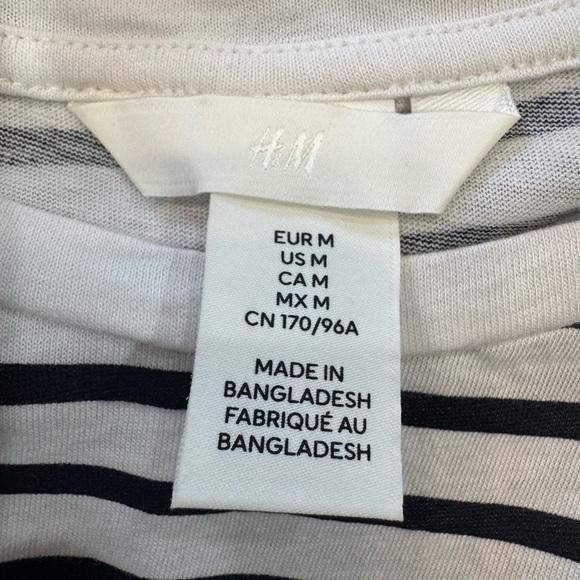 H&M
EUR M
US M
CA M
MX M
CN 170/96A
MADE IN
BANGLADESH
FABRIQUÉ AU
BANGLADESH